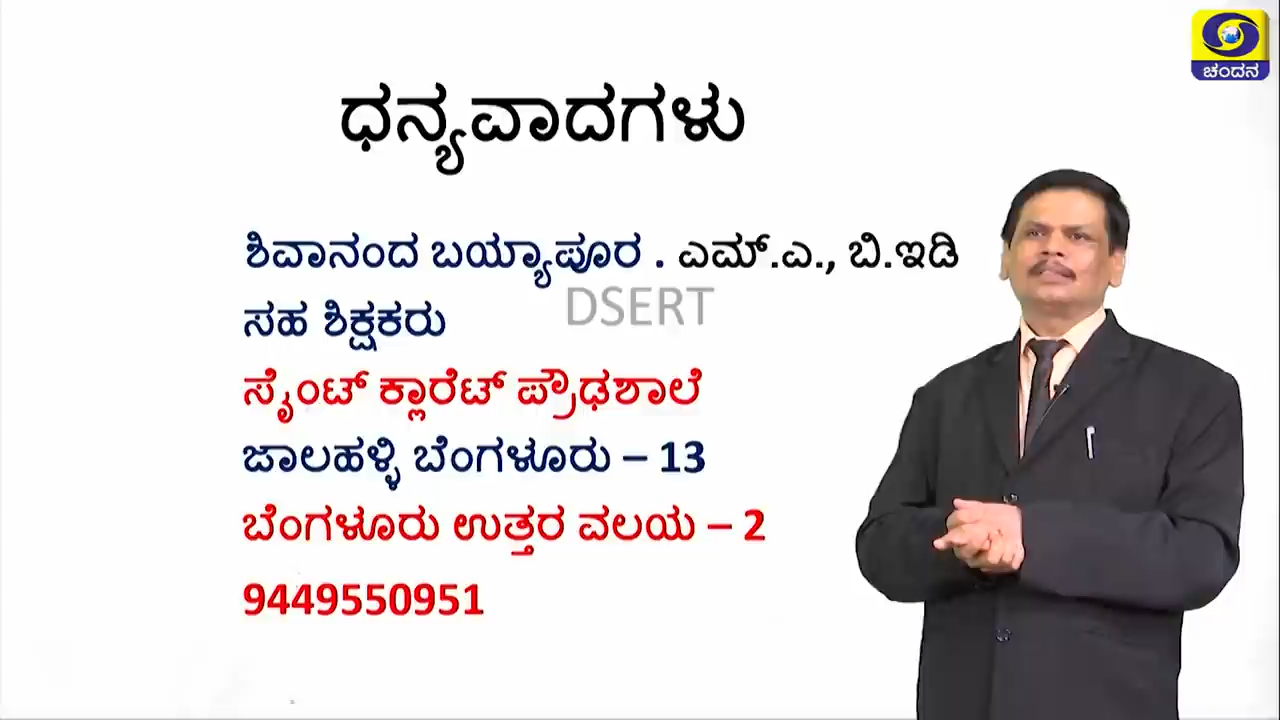 ಚಂದನ
ಧನ್ಯವಾದಗಳು
ಶಿವಾನಂದ ಬಯ್ಯಾಪೂರ . ಎಮ್.ಎ., ಬಿ.ಇಡಿ
DSERT
ಸಹ ಶಿಕ್ಷಕರು
ಸೈಂಟ್ ಕ್ಲಾರೆಟ್ ಪ್ರೌಢಶಾಲೆ
ಜಾಲಹಳ್ಳಿ ಬೆಂಗಳೂರು – 13
ಬೆಂಗಳೂರು ಉತ್ತರ ವಲಯ – 2
9449550951